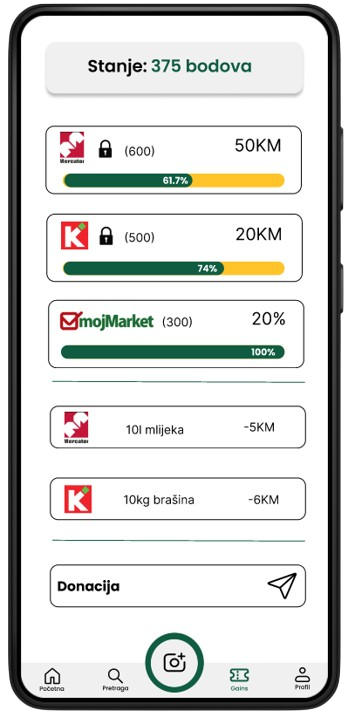 Stanje: 375 bodova
Mercator (600) 50KM
61.7%
K (500) 20KM
74%
mojMarket (300) 20%
100%
Mercator 10l mlijeka -5KM
K 10kg brašina -6KM
Donacija
Početna Pretraga Gains Profil